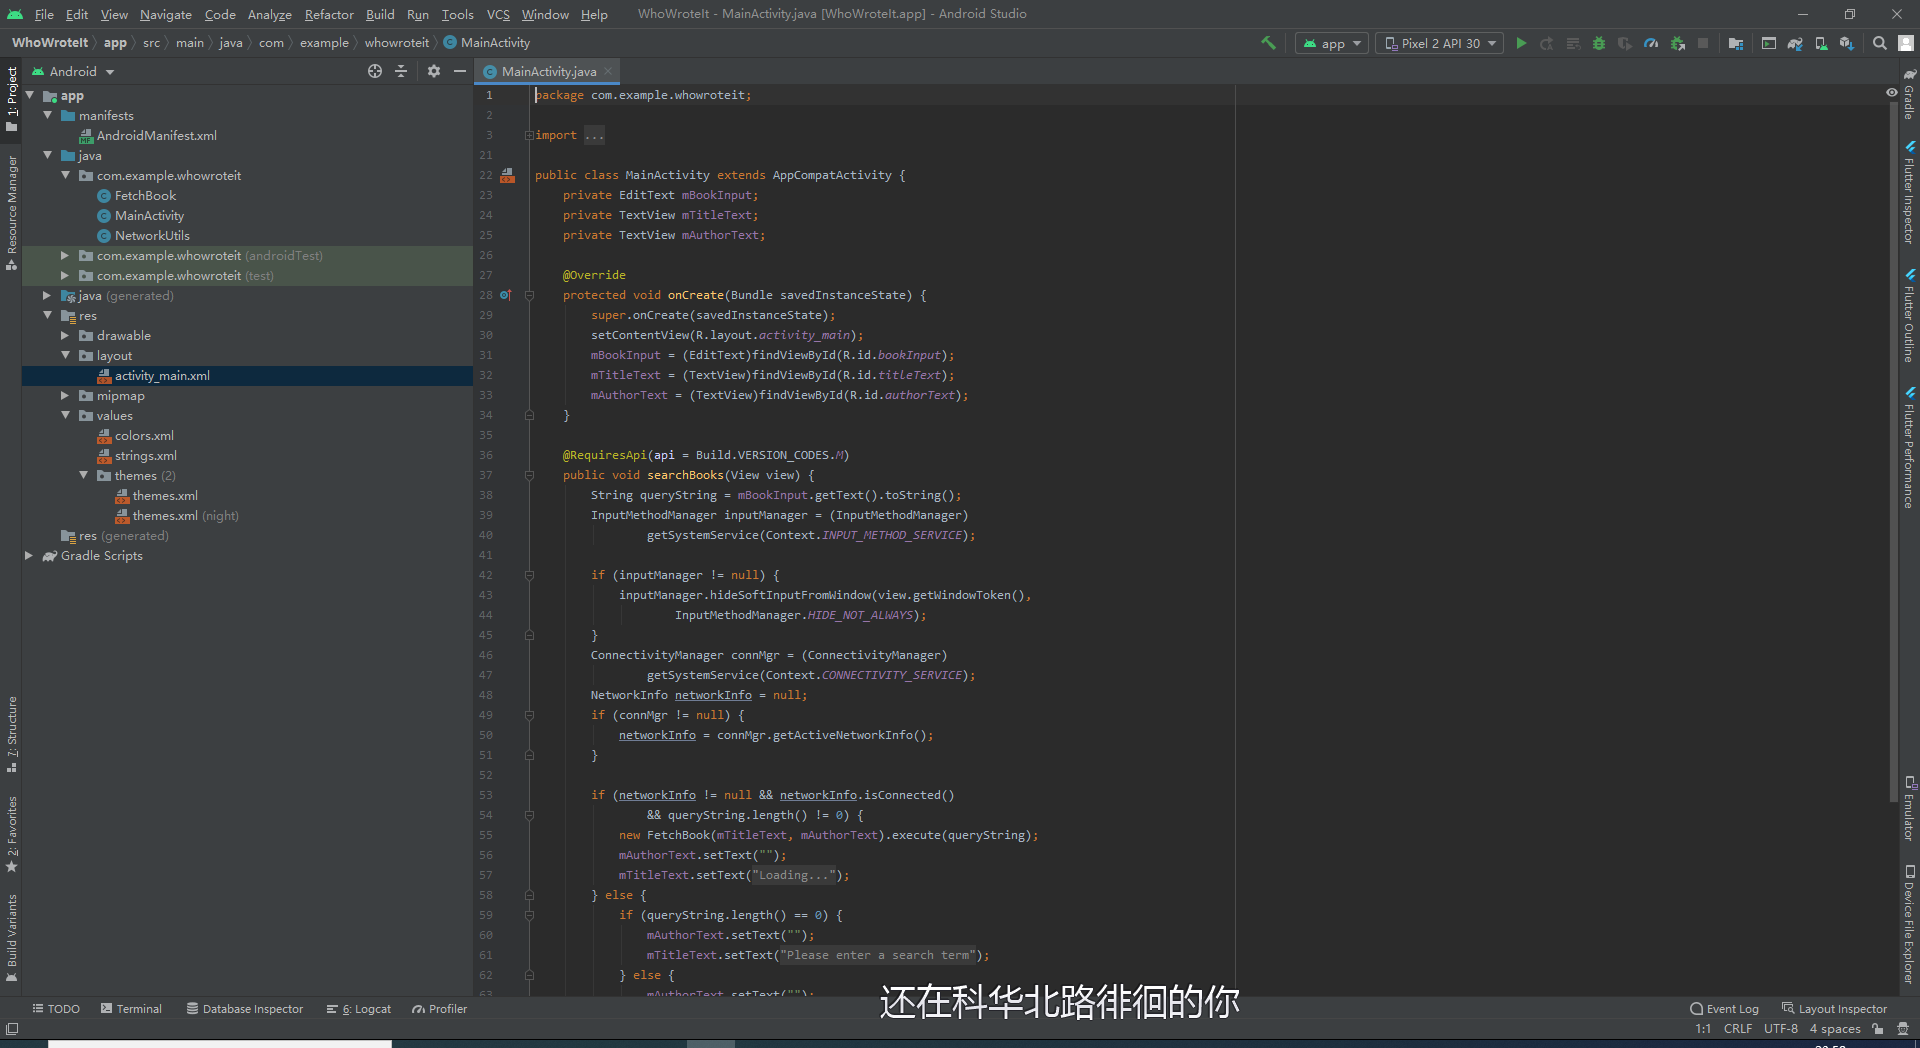 File Edit View Navigate Code Analyze Refactor Build Run Tools VCS Window Help WhoWroteIt - MainActivity.java [WhoWroteIt.app] - Android Studio
WhoWroteIt app src main java com example whowroteit MainActivity app Pixel 2 API 30
Android
MainActivity.java
1: Project
Resource Manager
7: Structure
2: Favorites
Build Variants
app
manifests
AndroidManifest.xml
java
com.example.whowroteit
FetchBook
MainActivity
NetworkUtils
com.example.whowroteit (androidTest)
com.example.whowroteit (test)
java (generated)
res
drawable
layout
activity_main.xml
mipmap
values
colors.xml
strings.xml
themes (2)
themes.xml
themes.xml (night)
res (generated)
Gradle Scripts
1 package com.example.whowroteit;
2
3 import ...
21
22 public class MainActivity extends AppCompatActivity {
23 private EditText mBookInput;
24 private TextView mTitleText;
25 private TextView mAuthorText;
26
27 @Override
28 protected void onCreate(Bundle savedInstanceState) {
29 super.onCreate(savedInstanceState);
30 setContentView(R.layout.activity_main);
31 mBookInput = (EditText)findViewById(R.id.bookInput);
32 mTitleText = (TextView)findViewById(R.id.titleText);
33 mAuthorText = (TextView)findViewById(R.id.authorText);
34 }
35
36 @RequiresApi(api = Build.VERSION_CODES.M)
37 public void searchBooks(View view) {
38 String queryString = mBookInput.getText().toString();
39 InputMethodManager inputManager = (InputMethodManager)
40 getSystemService(Context.INPUT_METHOD_SERVICE);
41
42 if (inputManager != null) {
43 inputManager.hideSoftInputFromWindow(view.getWindowToken(),
44 InputMethodManager.HIDE_NOT_ALWAYS);
45 }
46 ConnectivityManager connMgr = (ConnectivityManager)
47 getSystemService(Context.CONNECTIVITY_SERVICE);
48 NetworkInfo networkInfo = null;
49 if (connMgr != null) {
50 networkInfo = connMgr.getActiveNetworkInfo();
51 }
52
53 if (networkInfo != null && networkInfo.isConnected()
54 && queryString.length() != 0) {
55 new FetchBook(mTitleText, mAuthorText).execute(queryString);
56 mAuthorText.setText("");
57 mTitleText.setText("Loading...");
58 } else {
59 if (queryString.length() == 0) {
60 mAuthorText.setText("");
61 mTitleText.setText("Please enter a search term");
62 } else {
63 mAuthorText.setText("");
Gradle
Flutter Inspector
Flutter Outline
Flutter Performance
Emulator
Device File Explorer
还在科华北路徘徊的你
TODO Terminal Database Inspector 6: Logcat Profiler Event Log Layout Inspector
1:1 CRLF UTF-8 4 spaces